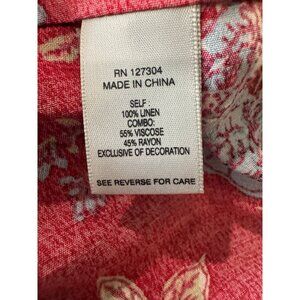 RN 127304
MADE IN CHINA
SELF :
100% LINEN
COMBO:
55% VISCOSE
45% RAYON
EXCLUSIVE OF DECORATION
SEE REVERSE FOR CARE